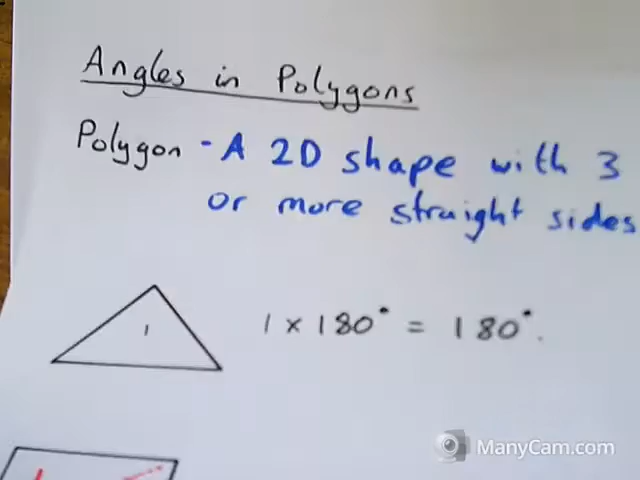 Angles in Polygons
Polygon - A 2D shape with 3
or more straight sides
1 1 × 180° = 180°.
ManyCam.com